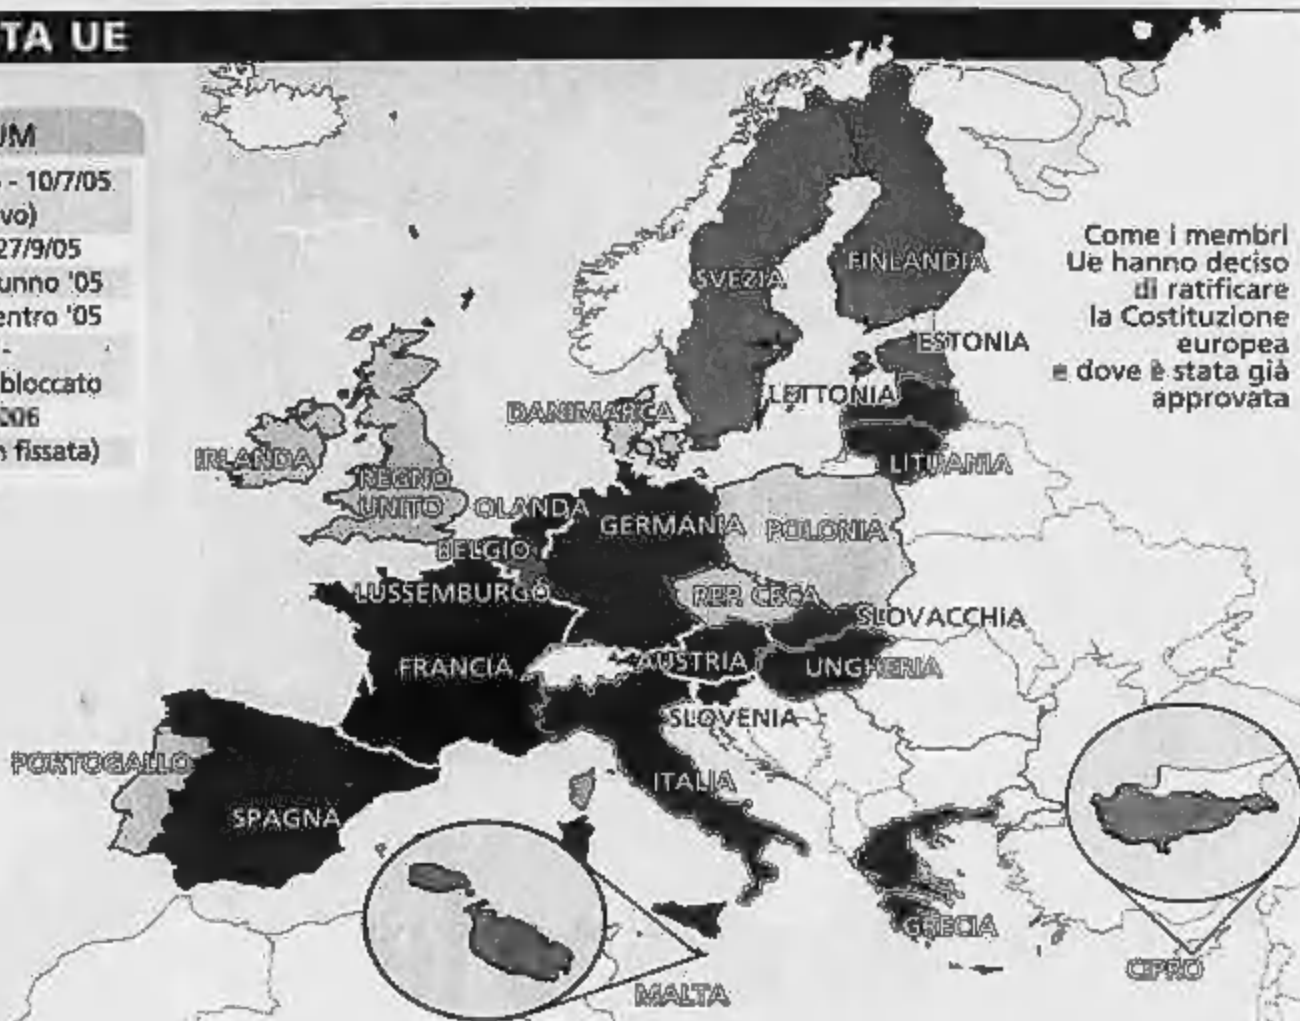 TA UE
UM
- 10/7/05
vo)
27/9/05
unno '05
entro '05
-
bloccato
006
fissata)
Come i membri
Ue hanno deciso
di ratificare
la Costituzione
europea
e dove è stata già
approvata
SVEZIA
FINLANDIA
ESTONIA
LETTONIA
LITUANIA
DANIMARCA
IRLANDA
REGNO
UNITO
OLANDA
GERMANIA
POLONIA
BELGIO
LUSSEMBURGO
REP. CECA
SLOVACCHIA
FRANCIA
AUSTRIA
UNGHERIA
SLOVENIA
PORTOGALLO
ITALIA
SPAGNA
GRECIA
CIPRO
MALTA